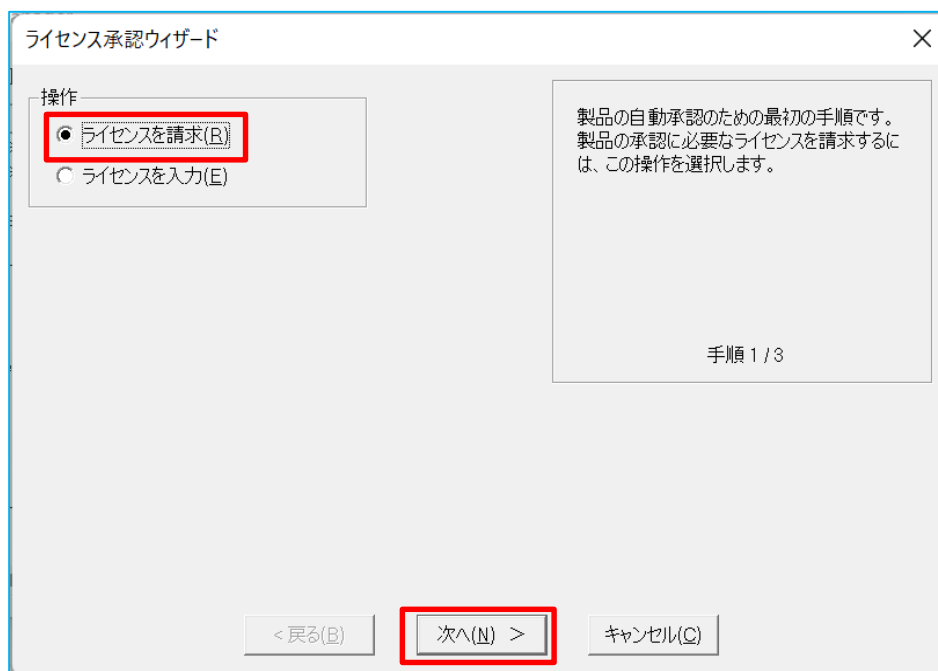 ライセンス承認ウィザード
操作
ライセンスを請求(R)
ライセンスを入力(E)
製品の自動承認のための最初の手順です。
製品の承認に必要なライセンスを請求するに
は、この操作を選択します。
手順 1 / 3
< 戻る(B)
次へ(N) >
キャンセル(C)